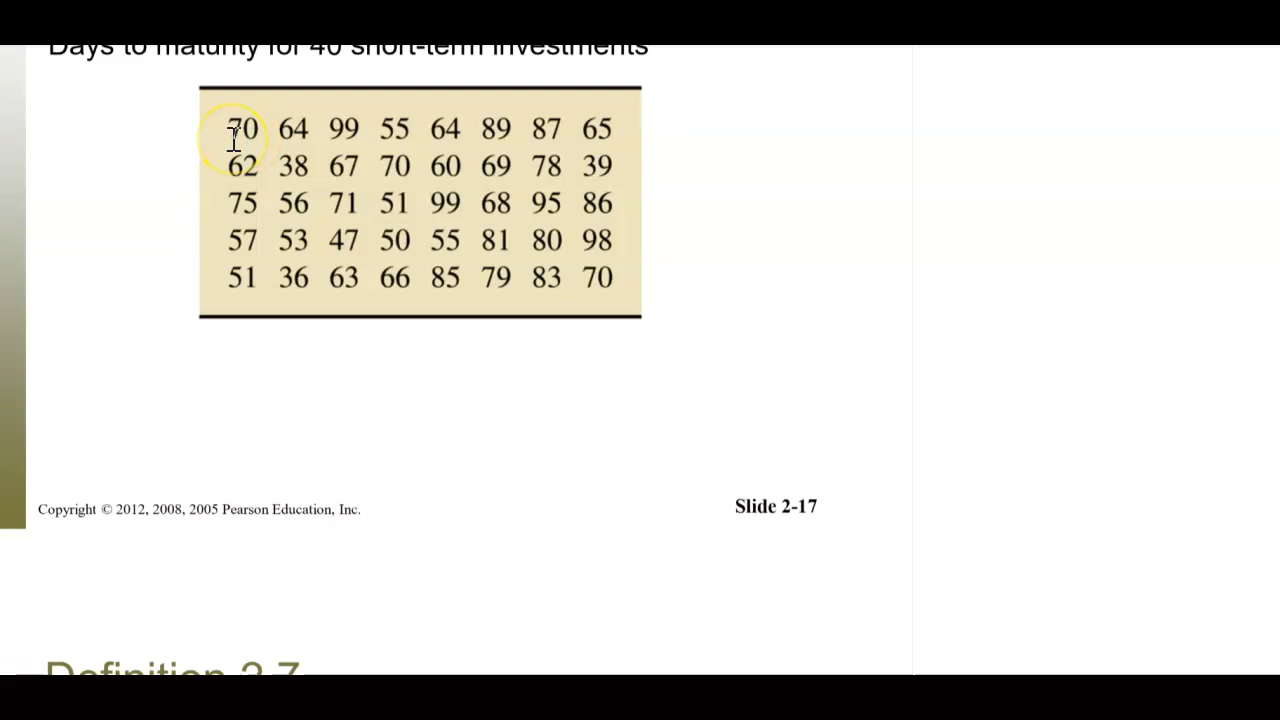 Days to maturity for 40 short-term investments
70 64 99 55 64 89 87 65
62 38 67 70 60 69 78 39
75 56 71 51 99 68 95 86
57 53 47 50 55 81 80 98
51 36 63 66 85 79 83 70
Copyright © 2012, 2008, 2005 Pearson Education, Inc.
Slide 2-17
Definition 2.7